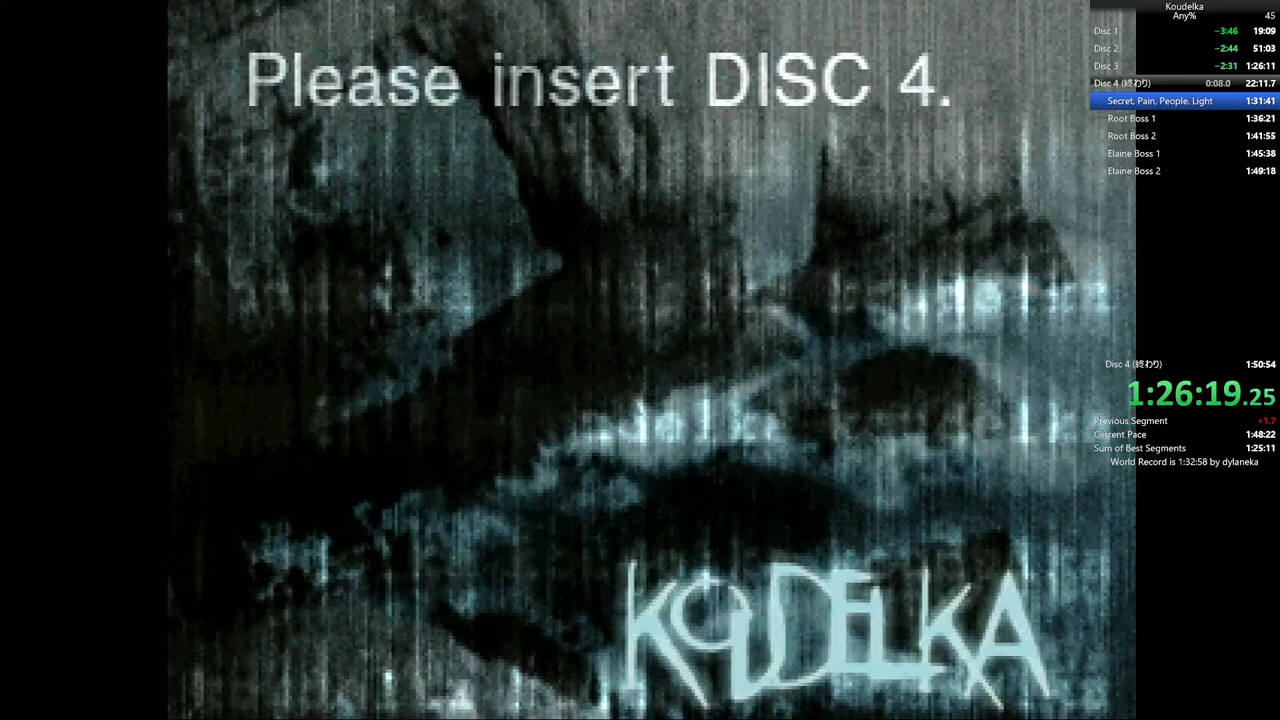 Please insert DISC 4.
KOUDELKA
Koudelka
Any% 45
Disc 1 −3:46 19:09
Disc 2 −2:44 51:03
Disc 3 −2:31 1:26:11
Disc 4 (終わり) 0:08.0 22:11.7
Secret, Pain, People, Light 1:31:41
Root Boss 1 1:36:21
Root Boss 2 1:41:55
Elaine Boss 1 1:45:38
Elaine Boss 2 1:49:18
Disc 4 (終わり) 1:50:54
1:26:19.25
Previous Segment +1.7
Current Pace 1:48:22
Sum of Best Segments 1:25:11
World Record is 1:32:58 by dylaneka